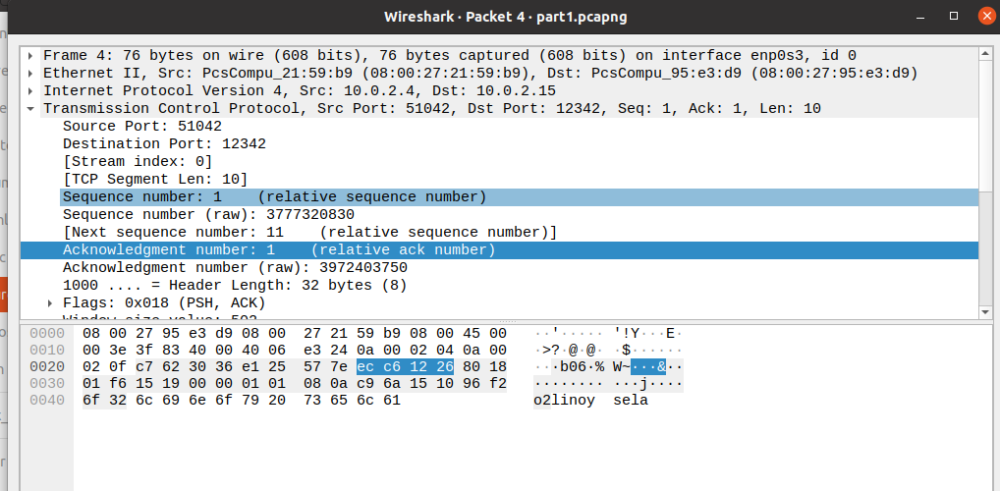 Wireshark · Packet 4 · part1.pcapng
Frame 4: 76 bytes on wire (608 bits), 76 bytes captured (608 bits) on interface enp0s3, id 0
Ethernet II, Src: PcsCompu_21:59:b9 (08:00:27:21:59:b9), Dst: PcsCompu_95:e3:d9 (08:00:27:95:e3:d9)
Internet Protocol Version 4, Src: 10.0.2.4, Dst: 10.0.2.15
Transmission Control Protocol, Src Port: 51042, Dst Port: 12342, Seq: 1, Ack: 1, Len: 10
Source Port: 51042
Destination Port: 12342
[Stream index: 0]
[TCP Segment Len: 10]
Sequence number: 1    (relative sequence number)
Sequence number (raw): 3777320830
[Next sequence number: 11    (relative sequence number)]
Acknowledgment number: 1    (relative ack number)
Acknowledgment number (raw): 3972403750
1000 .... = Header Length: 32 bytes (8)
Flags: 0x018 (PSH, ACK)
Window size value: 502
0000  08 00 27 95 e3 d9 08 00  27 21 59 b9 08 00 45 00  ··'····· '!Y···E·
0010  00 3e 3f 83 40 00 40 06  e3 24 0a 00 02 04 0a 00  ·>?·@·@· ·$······
0020  02 0f c7 62 30 36 e1 25  57 7e ec c6 12 26 80 18  ···b06·% W~···&··
0030  01 f6 15 19 00 00 01 01  08 0a c9 6a 15 10 96 f2  ········ ···j····
0040  6f 32 6c 69 6e 6f 79 20  73 65 6c 61  o2linoy  sela